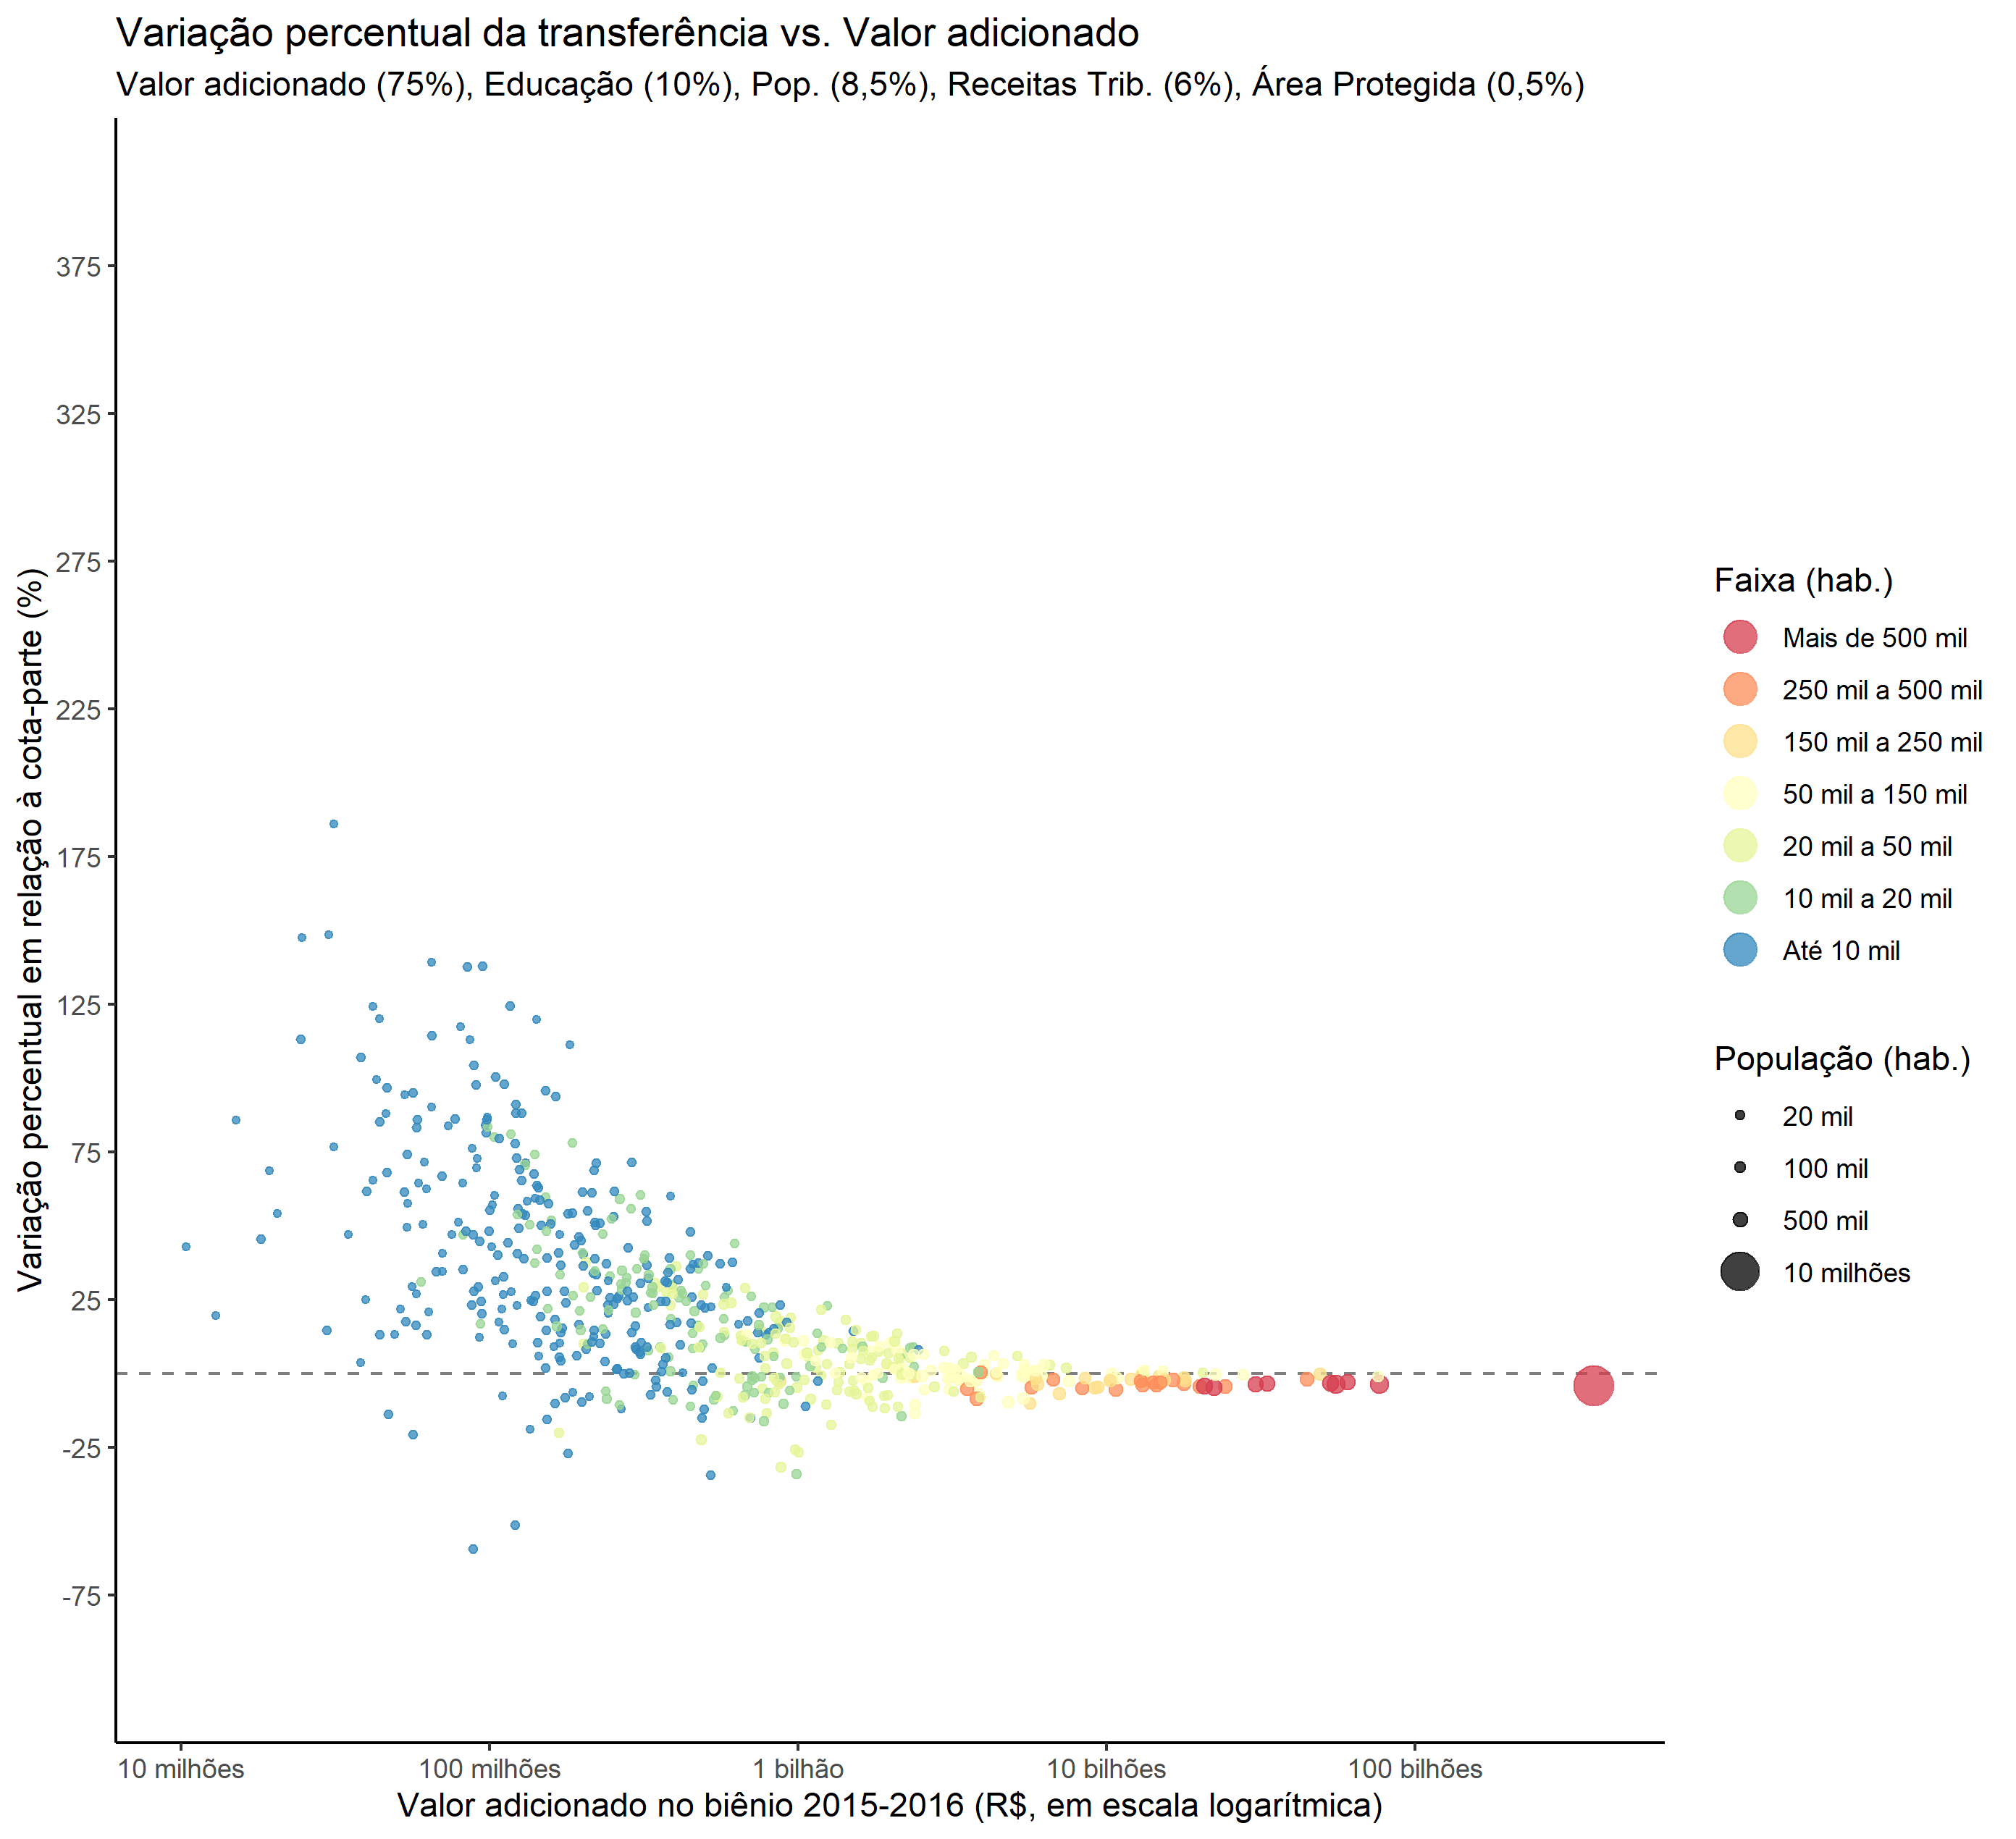 Variação percentual da transferência vs. Valor adicionado
Valor adicionado (75%), Educação (10%), Pop. (8,5%), Receitas Trib. (6%), Área Protegida (0,5%)
Variação percentual em relação à cota-parte (%)
375
325
275
225
175
125
75
25
-25
-75
10 milhões
100 milhões
1 bilhão
10 bilhões
100 bilhões
Valor adicionado no biênio 2015-2016 (R$, em escala logarítmica)
Faixa (hab.)
Mais de 500 mil
250 mil a 500 mil
150 mil a 250 mil
50 mil a 150 mil
20 mil a 50 mil
10 mil a 20 mil
Até 10 mil
População (hab.)
20 mil
100 mil
500 mil
10 milhões